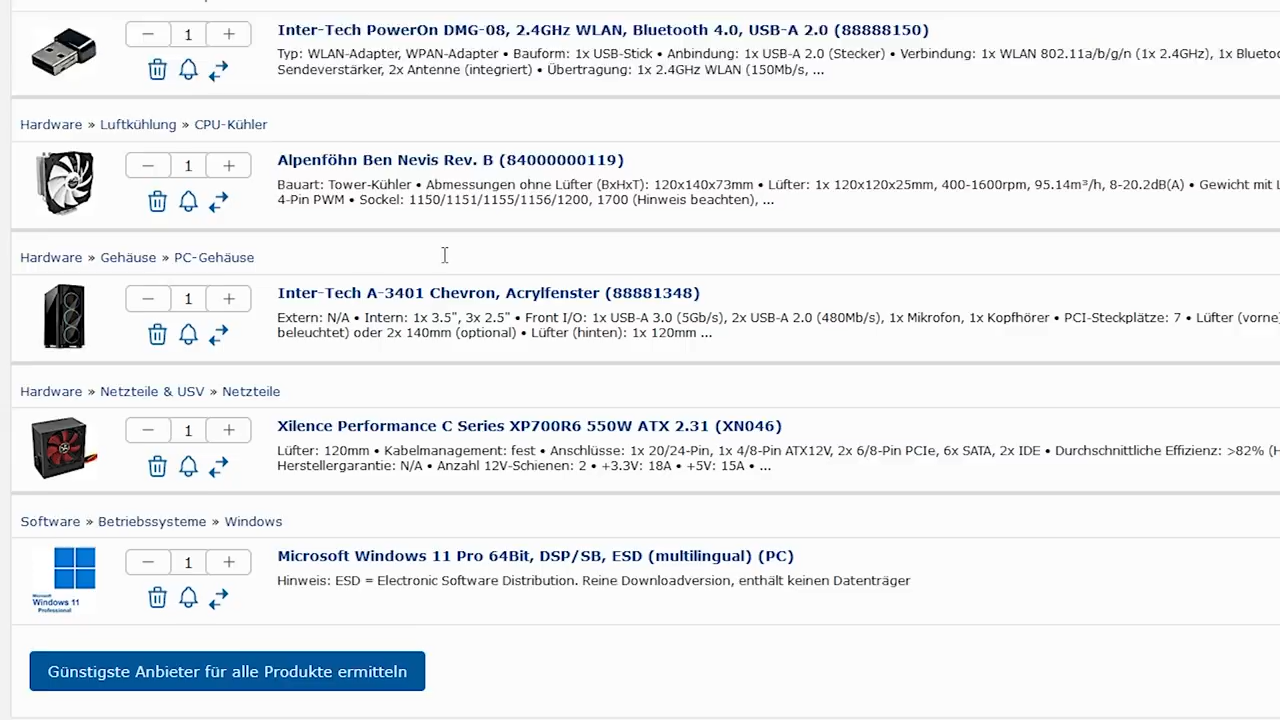 1
Inter-Tech PowerOn DMG-08, 2.4GHz WLAN, Bluetooth 4.0, USB-A 2.0 (88888150)
Typ: WLAN-Adapter, WPAN-Adapter • Bauform: 1x USB-Stick • Anbindung: 1x USB-A 2.0 (Stecker) • Verbindung: 1x WLAN 802.11a/b/g/n (1x 2.4GHz), 1x Bluetoo
Sendeverstärker, 2x Antenne (integriert) • Übertragung: 1x 2.4GHz WLAN (150Mb/s, ...
Hardware » Luftkühlung » CPU-Kühler
1
Alpenföhn Ben Nevis Rev. B (84000000119)
Bauart: Tower-Kühler • Abmessungen ohne Lüfter (BxHxT): 120x140x73mm • Lüfter: 1x 120x120x25mm, 400-1600rpm, 95.14m³/h, 8-20.2dB(A) • Gewicht mit L
4-Pin PWM • Sockel: 1150/1151/1155/1156/1200, 1700 (Hinweis beachten), ...
Hardware » Gehäuse » PC-Gehäuse
1
Inter-Tech A-3401 Chevron, Acrylfenster (88881348)
Extern: N/A • Intern: 1x 3.5", 3x 2.5" • Front I/O: 1x USB-A 3.0 (5Gb/s), 2x USB-A 2.0 (480Mb/s), 1x Mikrofon, 1x Kopfhörer • PCI-Steckplätze: 7 • Lüfter (vorne)
beleuchtet) oder 2x 140mm (optional) • Lüfter (hinten): 1x 120mm ...
Hardware » Netzteile & USV » Netzteile
1
Xilence Performance C Series XP700R6 550W ATX 2.31 (XN046)
Lüfter: 120mm • Kabelmanagement: fest • Anschlüsse: 1x 20/24-Pin, 1x 4/8-Pin ATX12V, 2x 6/8-Pin PCIe, 6x SATA, 2x IDE • Durchschnittliche Effizienz: >82% (H
Herstellergarantie: N/A • Anzahl 12V-Schienen: 2 • +3.3V: 18A • +5V: 15A • ...
Software » Betriebssysteme » Windows
1
Microsoft Windows 11 Pro 64Bit, DSP/SB, ESD (multilingual) (PC)
Hinweis: ESD = Electronic Software Distribution. Reine Downloadversion, enthält keinen Datenträger
Microsoft
Windows 11
Professional
Günstigste Anbieter für alle Produkte ermitteln